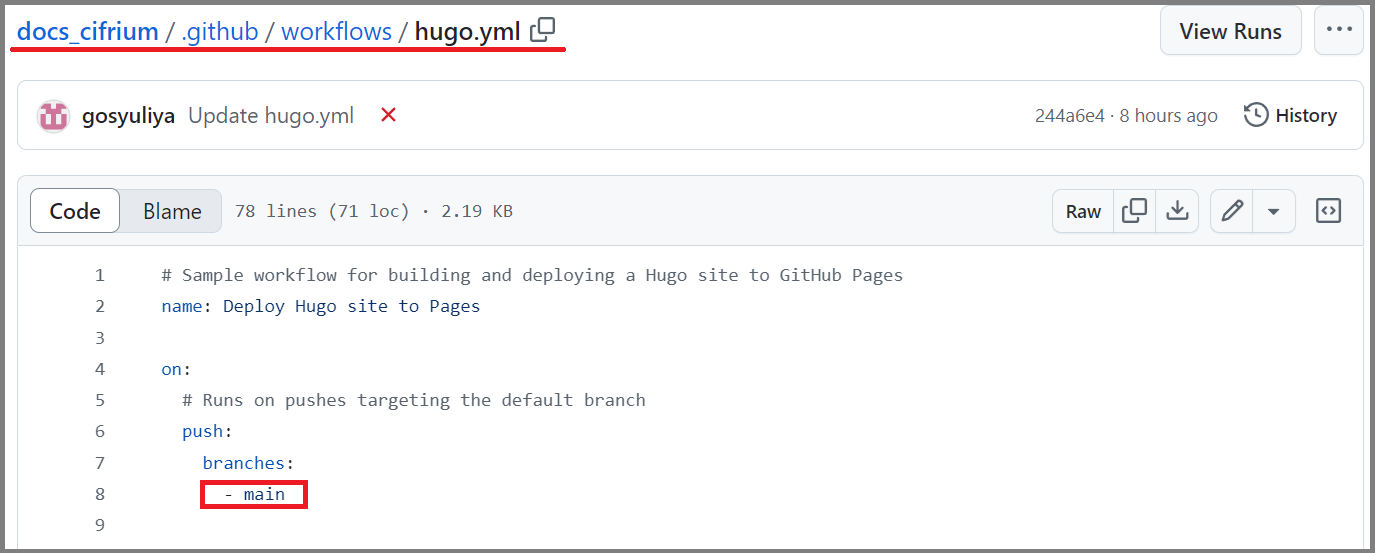 docs_cifrium / .github / workflows / hugo.yml
View Runs
···
gosyuliya Update hugo.yml
244a6e4 · 8 hours ago
History
Code
Blame
78 lines (71 loc) · 2.19 KB
Raw
1 # Sample workflow for building and deploying a Hugo site to GitHub Pages
2 name: Deploy Hugo site to Pages
3
4 on:
5 # Runs on pushes targeting the default branch
6 push:
7 branches:
8 - main
9